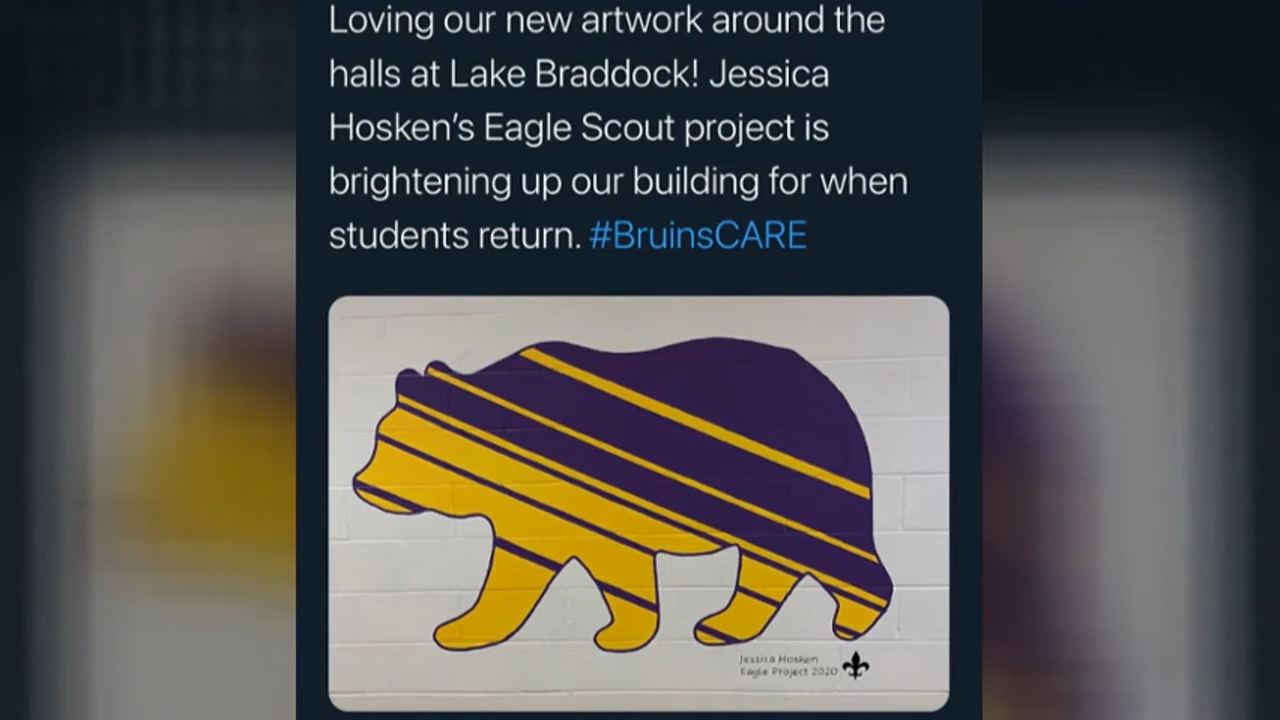 Loving our new artwork around the
halls at Lake Braddock! Jessica
Hosken’s Eagle Scout project is
brightening up our building for when
students return. #BruinsCARE
Jessica Hosken
Eagle Project 2020